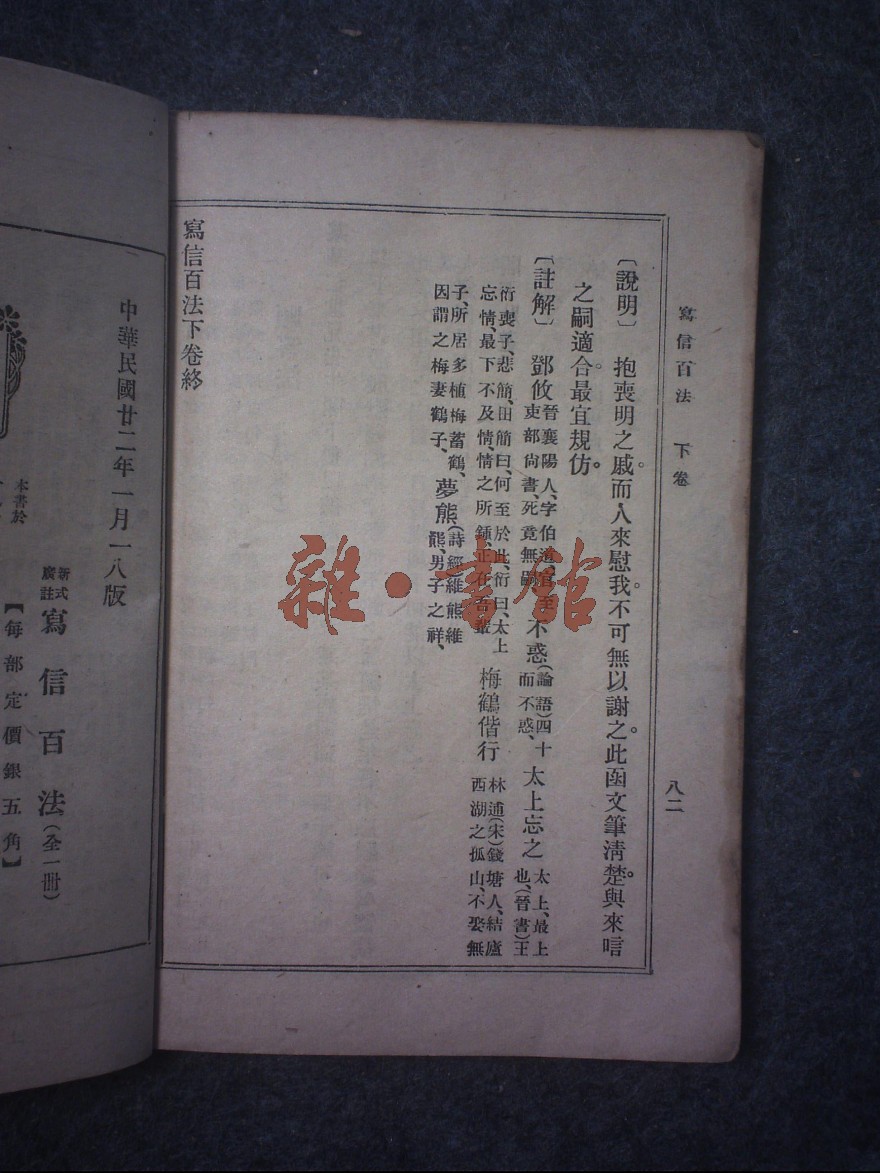 寫信百法 下卷 八二
〔說明〕 抱喪明之戚。而人來慰我。不可無以謝之。此函文筆清楚。與來唁
之嗣適合。最宜規仿。
〔註解〕 鄧攸 晉襄陽人、字伯道、官至吏部尙書、死竟無嗣、 不惑 (論語)四十而不惑、 太上忘之 太上、最上也、(晉書)王
衍喪子、悲簡、田簡曰、何至於此、衍曰、太上忘情、最下不及情、情之所鍾、正在吾輩 梅鶴偕行 林逋(宋)錢塘人、結廬西湖之孤山、不娶無
子、所居多植梅蓄鶴、因謂之梅妻鶴子、 夢熊 (詩經)維熊維羆、男子之祥、
寫信百法下卷終
中華民國廿二年一月一八版
新式廣註 寫信百法(全一冊)
【每部定價銀五角】
本書於
雜·書館